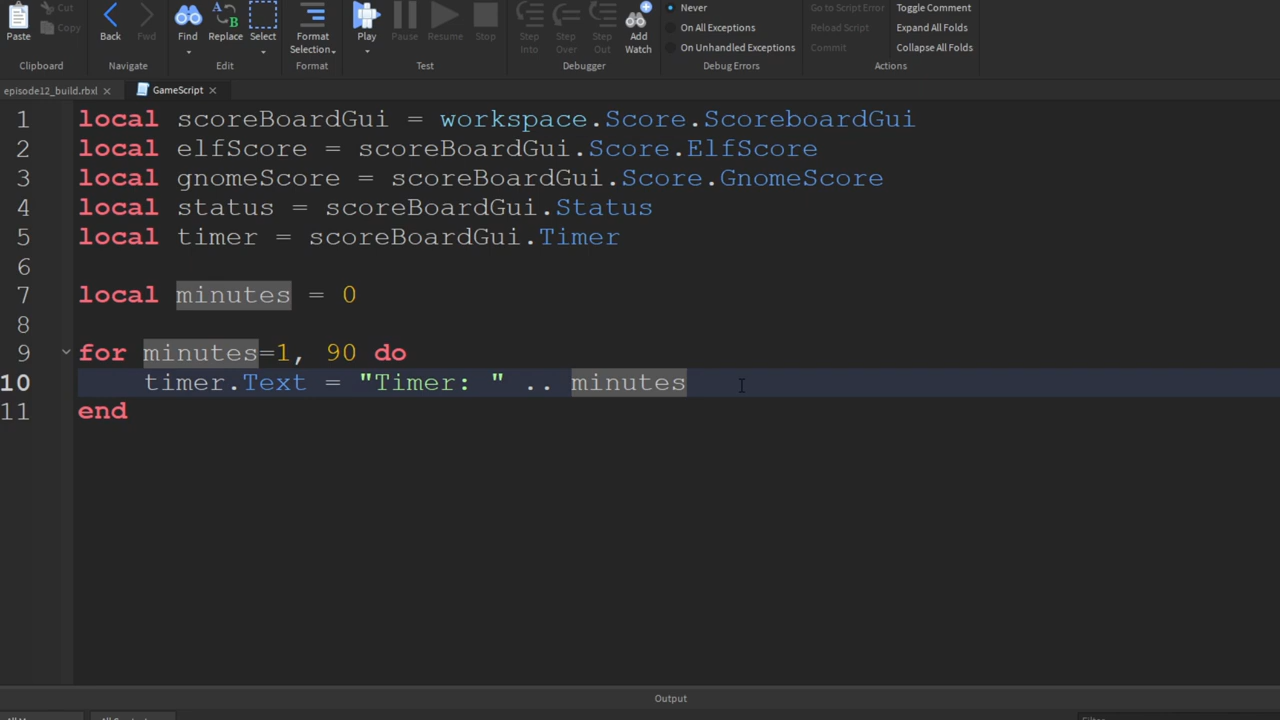 Cut
Copy
Paste
Back
Fwd
Find
Replace
Select
Format
Selection
Play
Pause
Resume
Stop
Step
Into
Step
Over
Step
Out
Add
Watch
Never
On All Exceptions
On Unhandled Exceptions
Go to Script Error
Reload Script
Commit
Toggle Comment
Expand All Folds
Collapse All Folds
Clipboard
Navigate
Edit
Format
Test
Debugger
Debug Errors
Actions
episode12_build.rbxl ×
GameScript ×
1 local scoreBoardGui = workspace.Score.ScoreboardGui
2 local elfScore = scoreBoardGui.Score.ElfScore
3 local gnomeScore = scoreBoardGui.Score.GnomeScore
4 local status = scoreBoardGui.Status
5 local timer = scoreBoardGui.Timer
6
7 local minutes = 0
8
9 for minutes=1, 90 do
10 timer.Text = "Timer: " .. minutes
11 end
Output